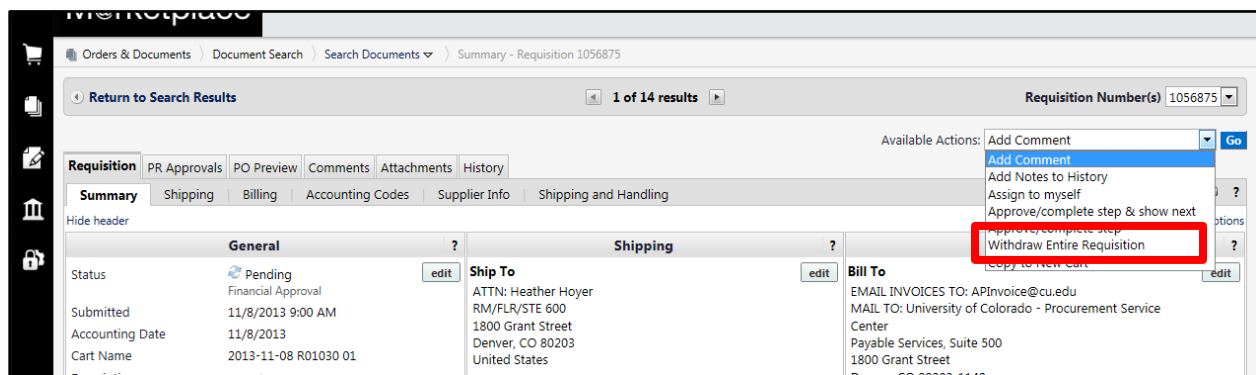 Marketplace
Orders & Documents Document Search Search Documents Summary - Requisition 1056875
Return to Search Results 1 of 14 results Requisition Number(s) 1056875
Available Actions: Add Comment Go
Add Comment
Add Notes to History
Assign to myself
Approve/complete step & show next
Approve/complete step
Withdraw Entire Requisition
Copy to New Cart
Requisition PR Approvals PO Preview Comments Attachments History
Summary Shipping Billing Accounting Codes Supplier Info Shipping and Handling ?
Hide header
General ? Shipping ? ?
Status Pending edit
Financial Approval
Submitted 11/8/2013 9:00 AM
Accounting Date 11/8/2013
Cart Name 2013-11-08 R01030 01
Ship To edit
ATTN: Heather Hoyer
RM/FLR/STE 600
1800 Grant Street
Denver, CO 80203
United States
Bill To edit
EMAIL INVOICES TO: APInvoice@cu.edu
MAIL TO: University of Colorado - Procurement Service
Center
Payable Services, Suite 500
1800 Grant Street